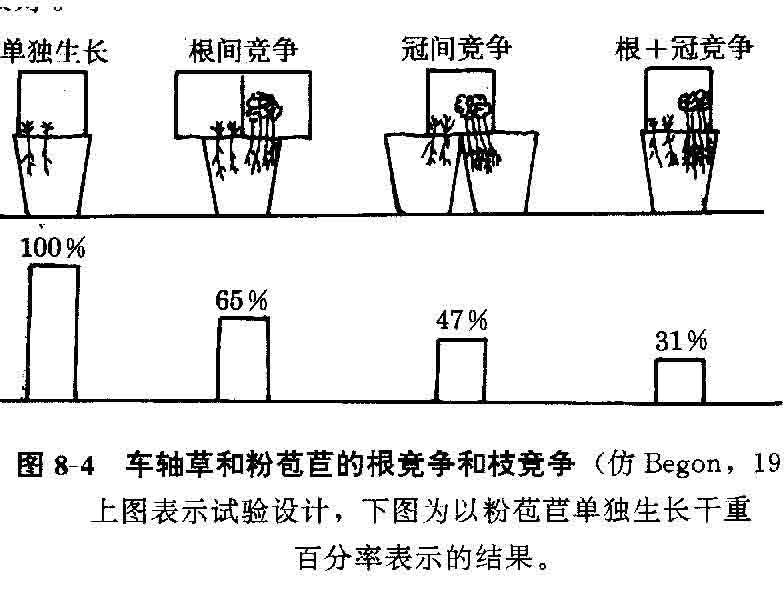 单独生长 根间竞争 冠间竞争 根＋冠竞争
100% 65% 47% 31%
图 8-4 车轴草和粉苞苣的根竞争和枝竞争（仿 Begon，19
上图表示试验设计，下图为以粉苞苣单独生长干重
百分率表示的结果。